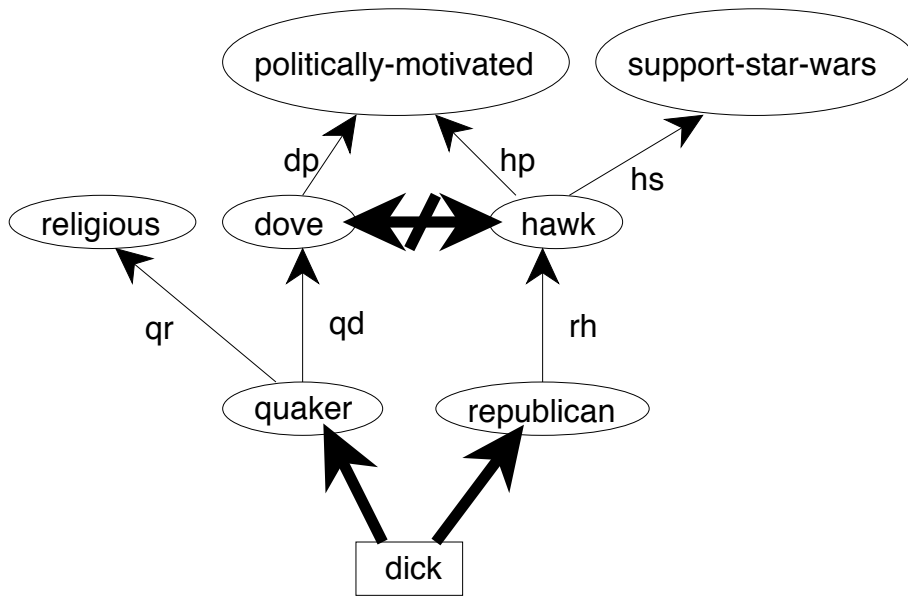 politically-motivated
support-star-wars
dp
hp
hs
religious
dove
hawk
qr
qd
rh
quaker
republican
dick